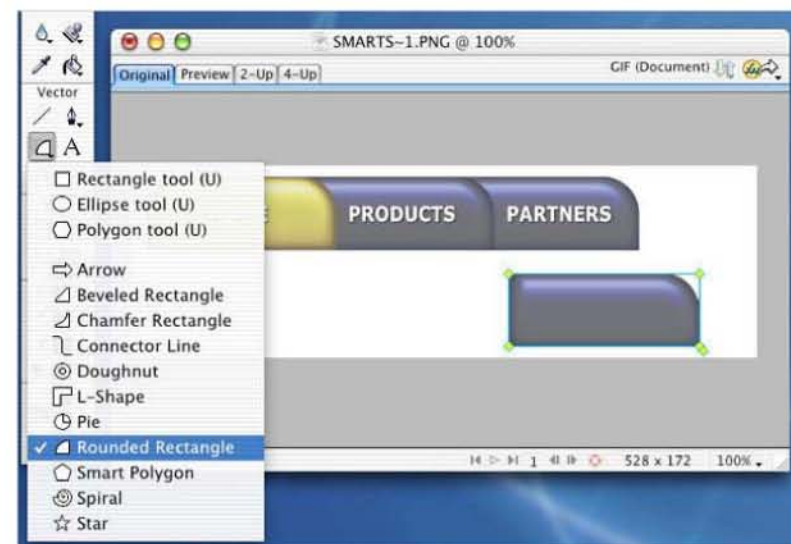 SMARTS~1.PNG @ 100%
Original Preview 2-Up 4-Up
GIF (Document)
Vector
A
Rectangle tool (U)
Ellipse tool (U)
Polygon tool (U)
Arrow
Beveled Rectangle
Chamfer Rectangle
Connector Line
Doughnut
L-Shape
Pie
Rounded Rectangle
Smart Polygon
Spiral
Star
E
PRODUCTS
PARTNERS
1
528 x 172
100%